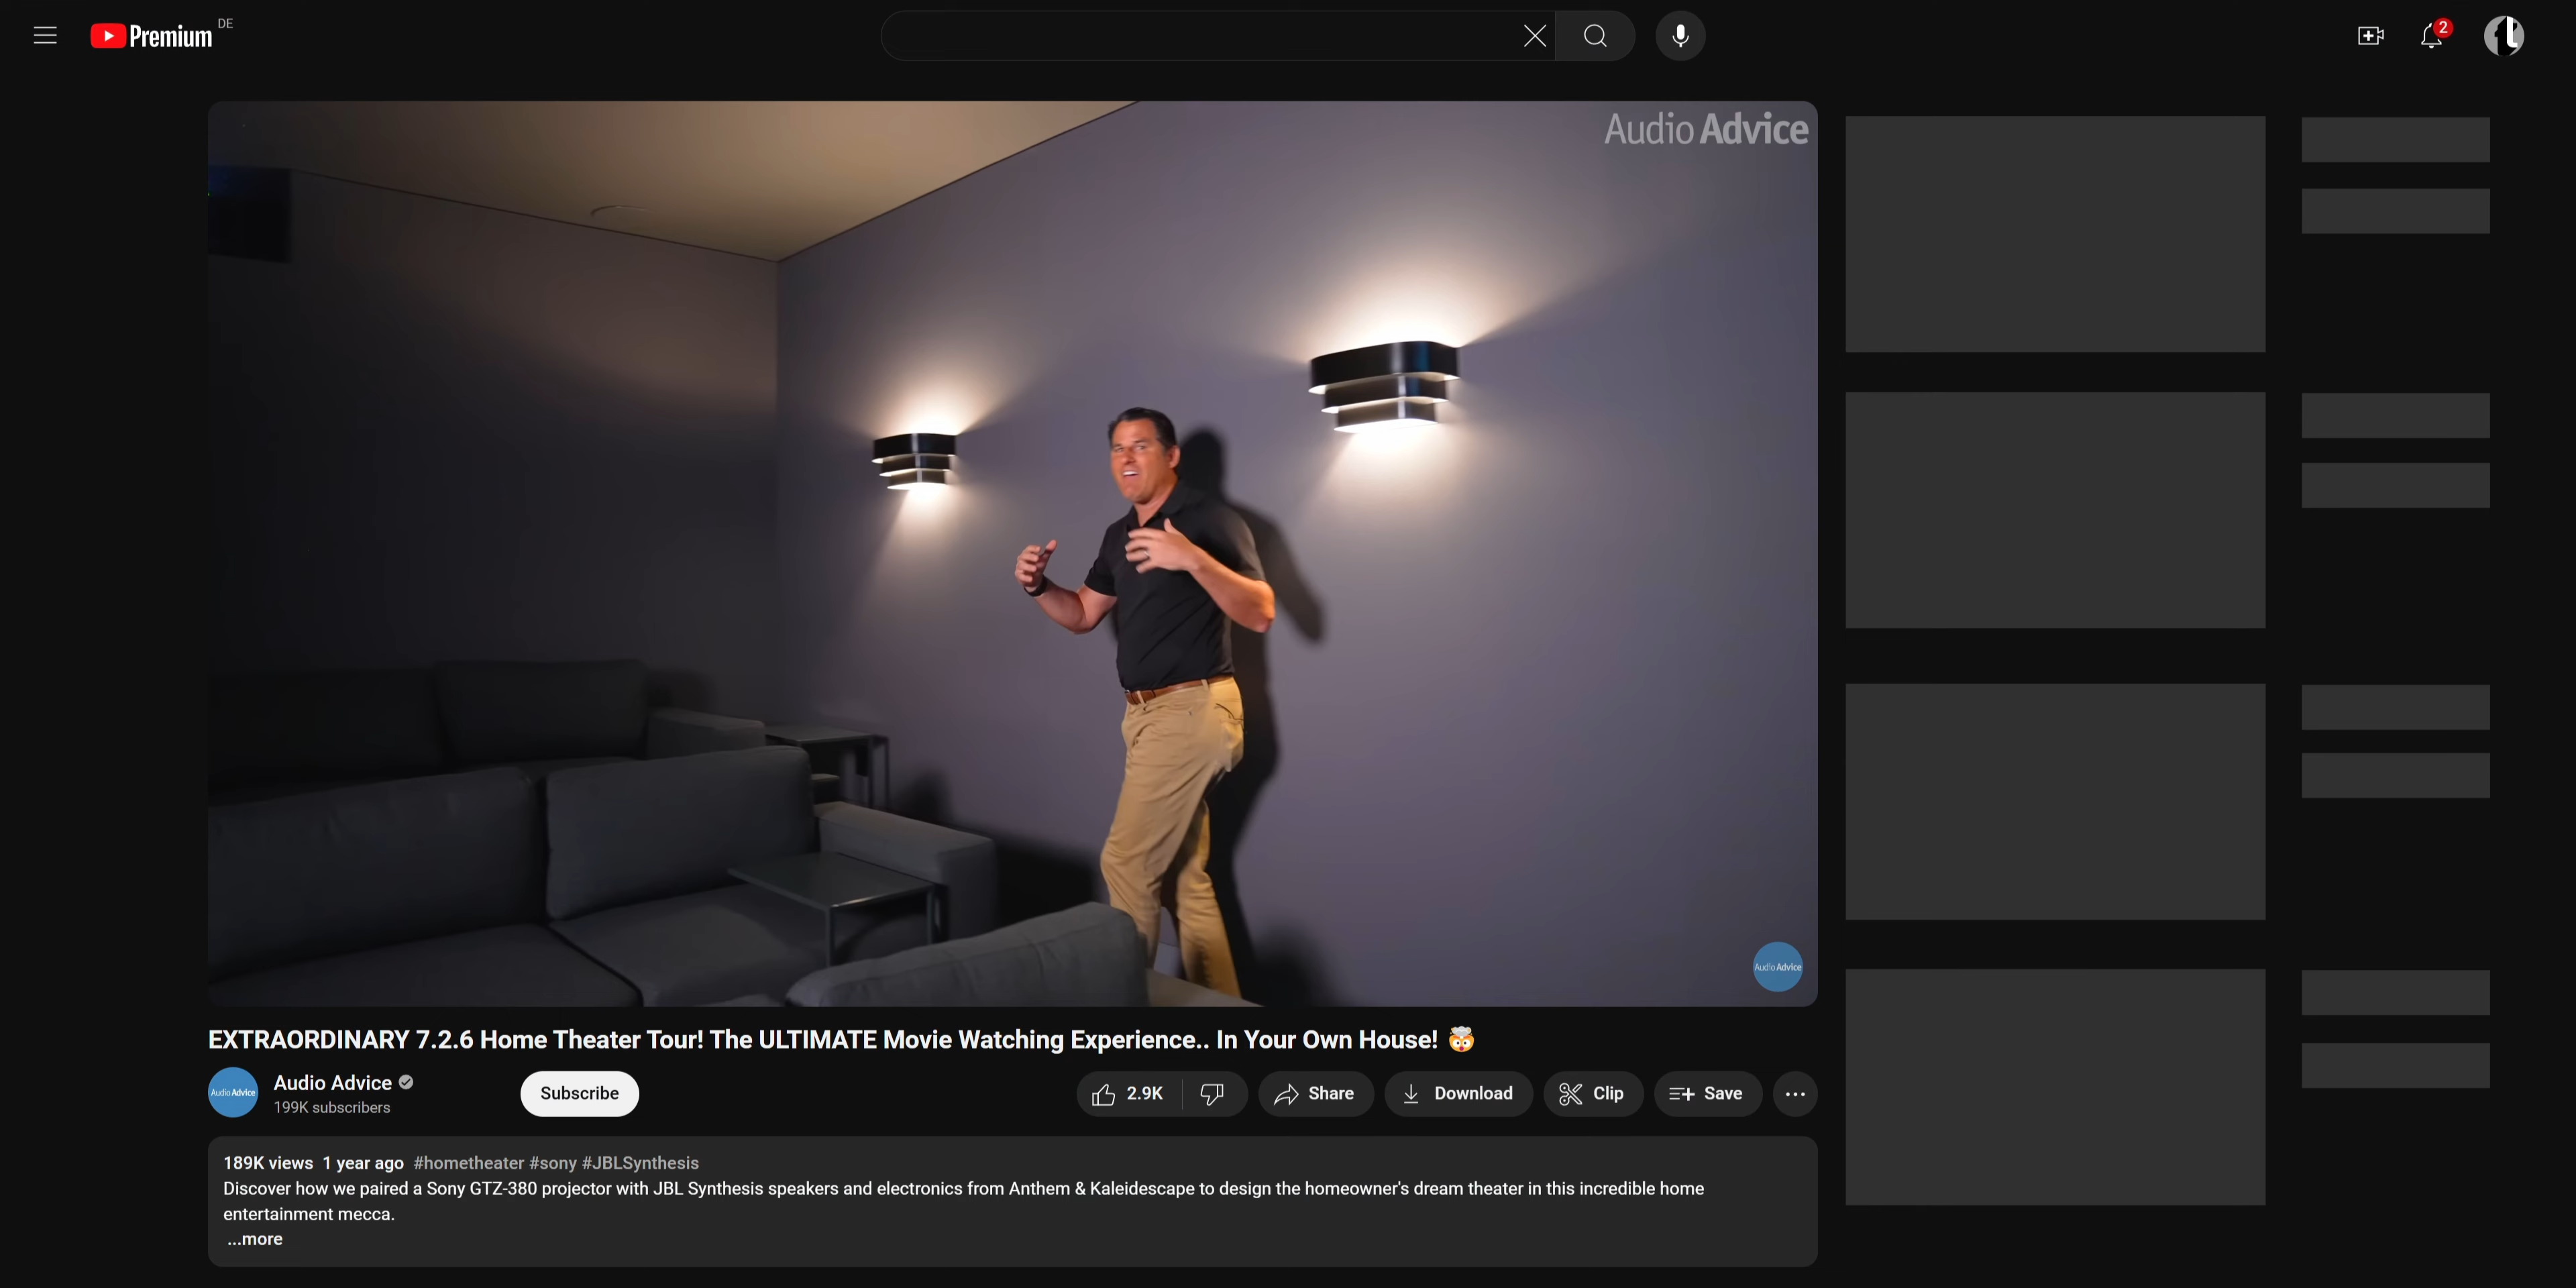 Premium DE
2
Audio Advice
Audio Advice
EXTRAORDINARY 7.2.6 Home Theater Tour! The ULTIMATE Movie Watching Experience.. In Your Own House! 🤯
Audio Advice
Audio Advice
199K subscribers
Subscribe
2.9K
Share
Download
Clip
Save
189K views 1 year ago #hometheater #sony #JBLSynthesis
Discover how we paired a Sony GTZ-380 projector with JBL Synthesis speakers and electronics from Anthem & Kaleidescape to design the homeowner's dream theater in this incredible home
entertainment mecca.
...more